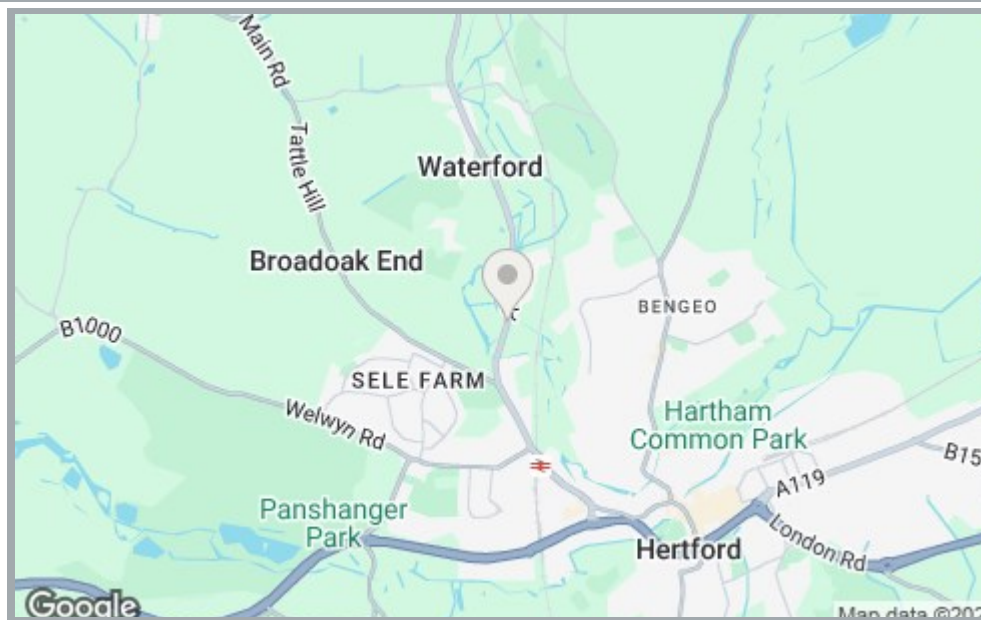 Main Rd
Tattle Hill
Waterford
Broadoak End
BENGEO
B1000
SELE FARM
Welwyn Rd
Hartham
Common Park
B15
A119
Panshanger
Park
London Rd
Hertford
Google
Map data ©202